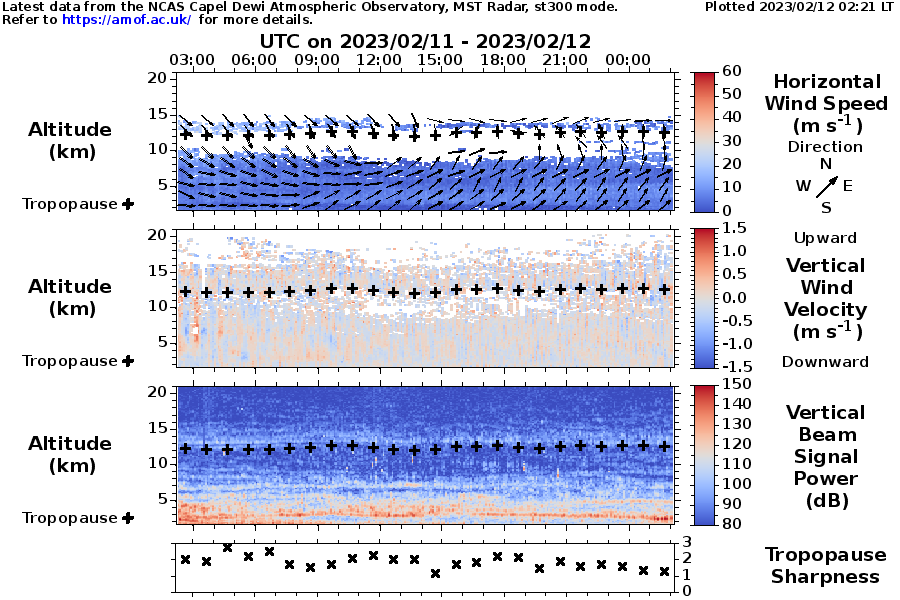 Latest data from the NCAS Capel Dewi Atmospheric Observatory, MST Radar, st300 mode.
Plotted 2023/02/12 02:21 LT
Refer to https://amof.ac.uk/ for more details.
UTC on 2023/02/11 - 2023/02/12
03:00 06:00 09:00 12:00 15:00 18:00 21:00 00:00
20
15
10
5
Altitude
(km)
Tropopause
60
50
40
30
20
10
0
Horizontal
Wind Speed
(m s-1)
Direction
N
W E
S
20
15
10
5
Altitude
(km)
Tropopause
1.5
1.0
0.5
0.0
-0.5
-1.0
-1.5
Upward
Vertical
Wind
Velocity
(m s-1)
Downward
20
15
10
5
Altitude
(km)
Tropopause
150
140
130
120
110
100
90
80
Vertical
Beam
Signal
Power
(dB)
3
2
1
0
Tropopause
Sharpness